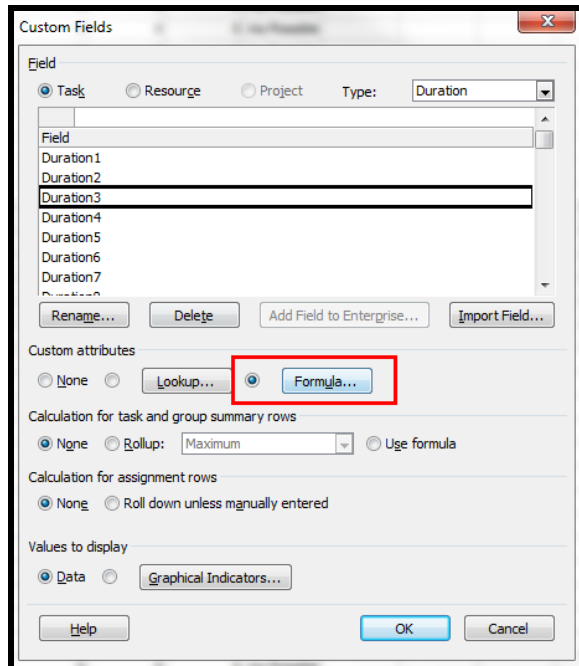 Custom Fields
Field
Task Resource Project Type: Duration
Field
Duration1
Duration2
Duration3
Duration4
Duration5
Duration6
Duration7
Rename... Delete Add Field to Enterprise... Import Field...
Custom attributes
None Lookup... Formula...
Calculation for task and group summary rows
None Rollup: Maximum Use formula
Calculation for assignment rows
None Roll down unless manually entered
Values to display
Data Graphical Indicators...
Help OK Cancel